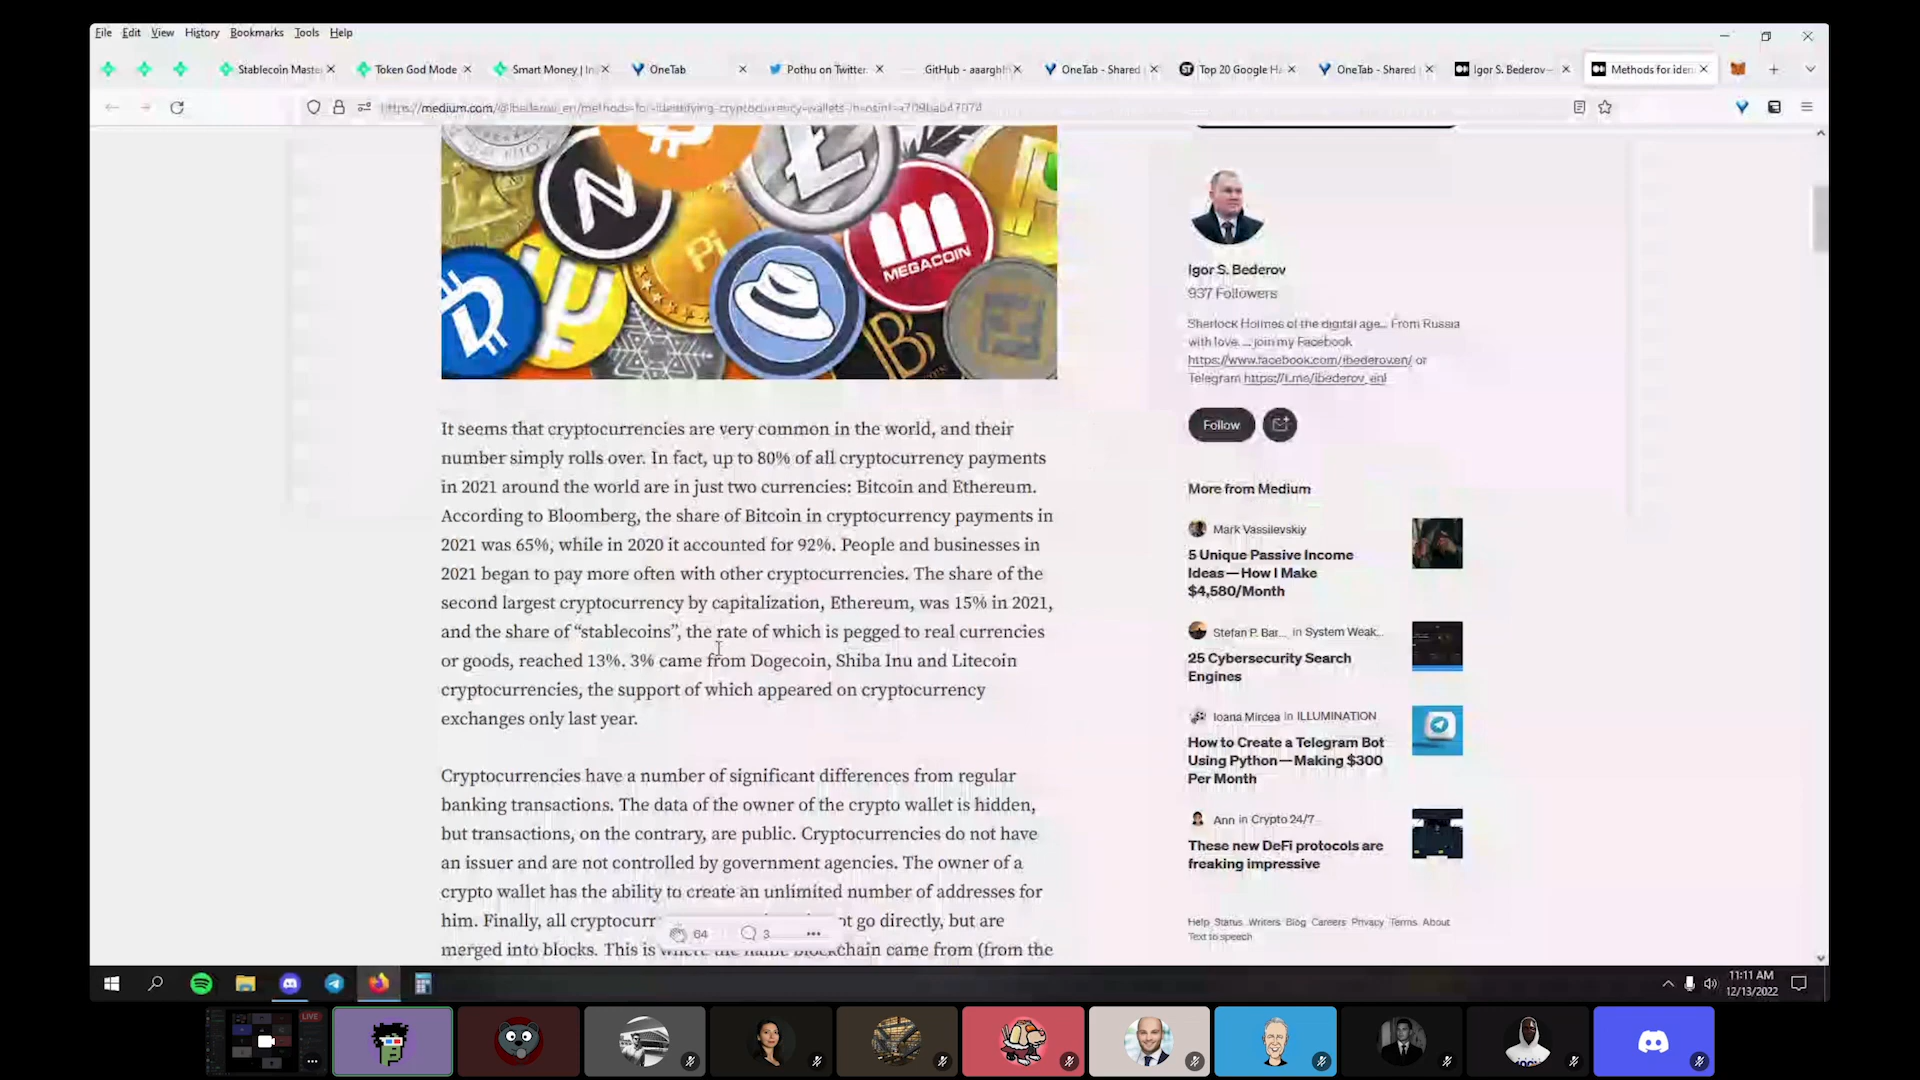 File Edit View History Bookmarks Tools Help
Stablecoin Maste
Token God Mode
Smart Money | In
OneTab
Pothu on Twitter:
GitHub - aaarghh
OneTab - Shared
Top 20 Google Ha
OneTab - Shared
Igor S. Bederov –
Methods for iden
MEGACOIN
Pi
It seems that cryptocurrencies are very common in the world, and their
number simply rolls over. In fact, up to 80% of all cryptocurrency payments
in 2021 around the world are in just two currencies: Bitcoin and Ethereum.
According to Bloomberg, the share of Bitcoin in cryptocurrency payments in
2021 was 65%, while in 2020 it accounted for 92%. People and businesses in
2021 began to pay more often with other cryptocurrencies. The share of the
second largest cryptocurrency by capitalization, Ethereum, was 15% in 2021,
and the share of “stablecoins”, the rate of which is pegged to real currencies
or goods, reached 13%. 3% came from Dogecoin, Shiba Inu and Litecoin
cryptocurrencies, the support of which appeared on cryptocurrency
exchanges only last year.
Cryptocurrencies have a number of significant differences from regular
banking transactions. The data of the owner of the crypto wallet is hidden,
but transactions, on the contrary, are public. Cryptocurrencies do not have
an issuer and are not controlled by government agencies. The owner of a
crypto wallet has the ability to create an unlimited number of addresses for
him. Finally, all cryptocurr ot go directly, but are
merged into blocks. This is where the name blockchain came from (from the
64
3
Igor S. Bederov
937 Followers
Sherlock Holmes of the digital age... From Russia
with love. ... join my Facebook
https://www.facebook.com/ibederov.en/ or
Telegram https://t.me/ibederov_en!
Follow
More from Medium
Mark Vassilevskiy
5 Unique Passive Income
Ideas — How I Make
$4,580/Month
Stefan P. Bar... in System Weak...
25 Cybersecurity Search
Engines
Ioana Mircea in ILLUMINATION
How to Create a Telegram Bot
Using Python — Making $300
Per Month
Ann in Crypto 24/7
These new DeFi protocols are
freaking impressive
Help Status Writers Blog Careers Privacy Terms About
Text to speech
11:11 AM
12/13/2022
LIVE